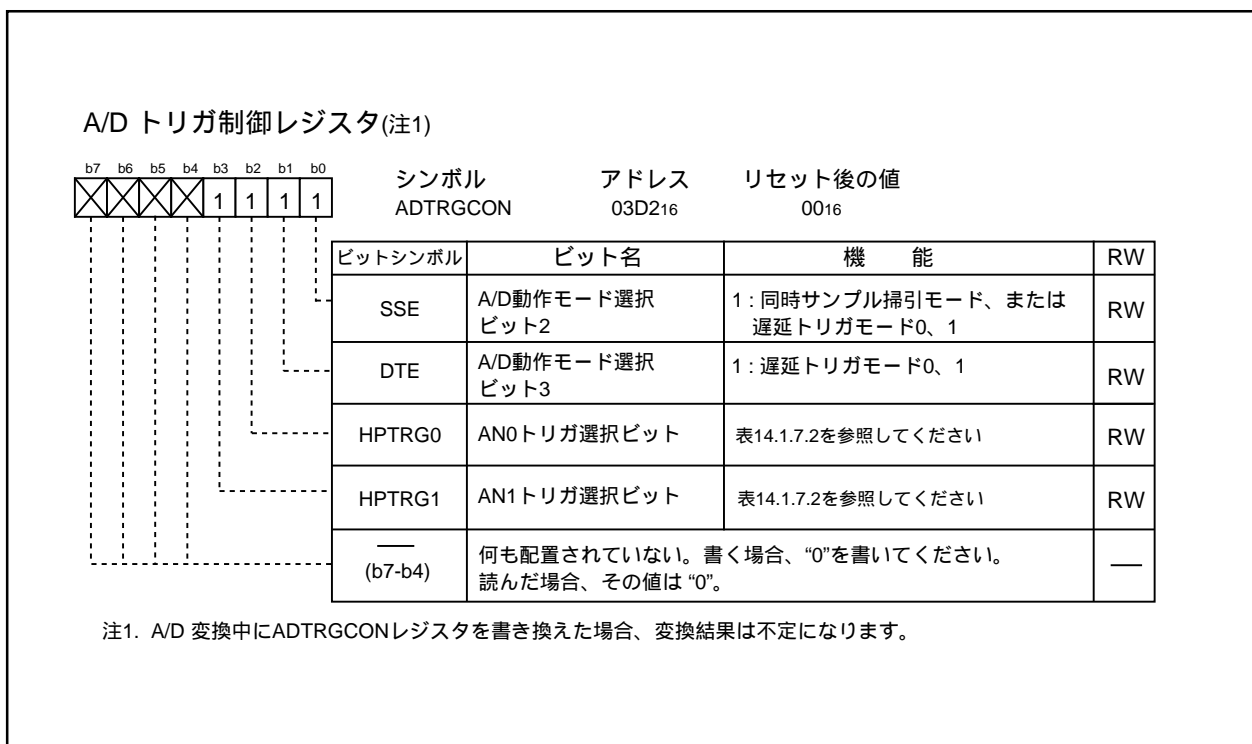 A/D トリガ制御レジスタ(注1)
b7 b6 b5 b4 b3 b2 b1 b0
1 1 1 1
シンボル アドレス リセット後の値
ADTRGCON 03D216 0016
ビットシンボル ビット名 機 能 RW
SSE A/D動作モード選択ビット2 1 : 同時サンプル掃引モード、または遅延トリガモード0、1 RW
DTE A/D動作モード選択ビット3 1 : 遅延トリガモード0、1 RW
HPTRG0 AN0トリガ選択ビット 表14.1.7.2を参照してください RW
HPTRG1 AN1トリガ選択ビット 表14.1.7.2を参照してください RW
(b7-b4) 何も配置されていない。書く場合、“0”を書いてください。
読んだ場合、その値は “0”。 —
注1. A/D 変換中にADTRGCONレジスタを書き換えた場合、変換結果は不定になります。